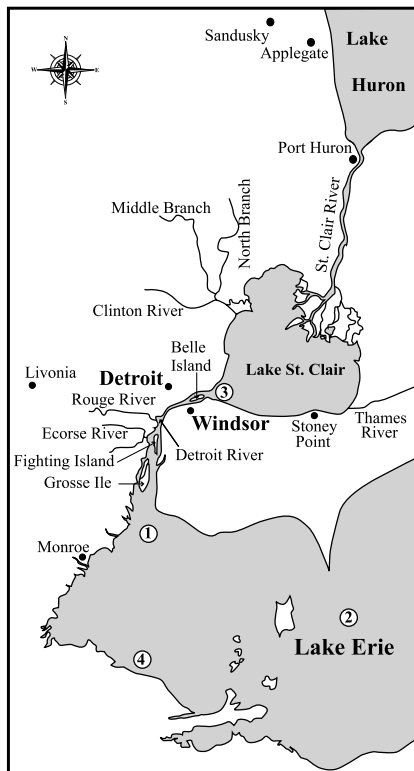 Sandusky
Lake
Applegate
Huron
N
W
E
S
Port Huron
St. Clair River
Middle Branch
North Branch
Clinton River
Belle
Island
Lake St. Clair
Livonia
Detroit
3
Rouge River
Windsor
Stoney
Point
Thames
River
Ecorse River
Detroit River
Fighting Island
Grosse Ile
1
Monroe
2
Lake Erie
4